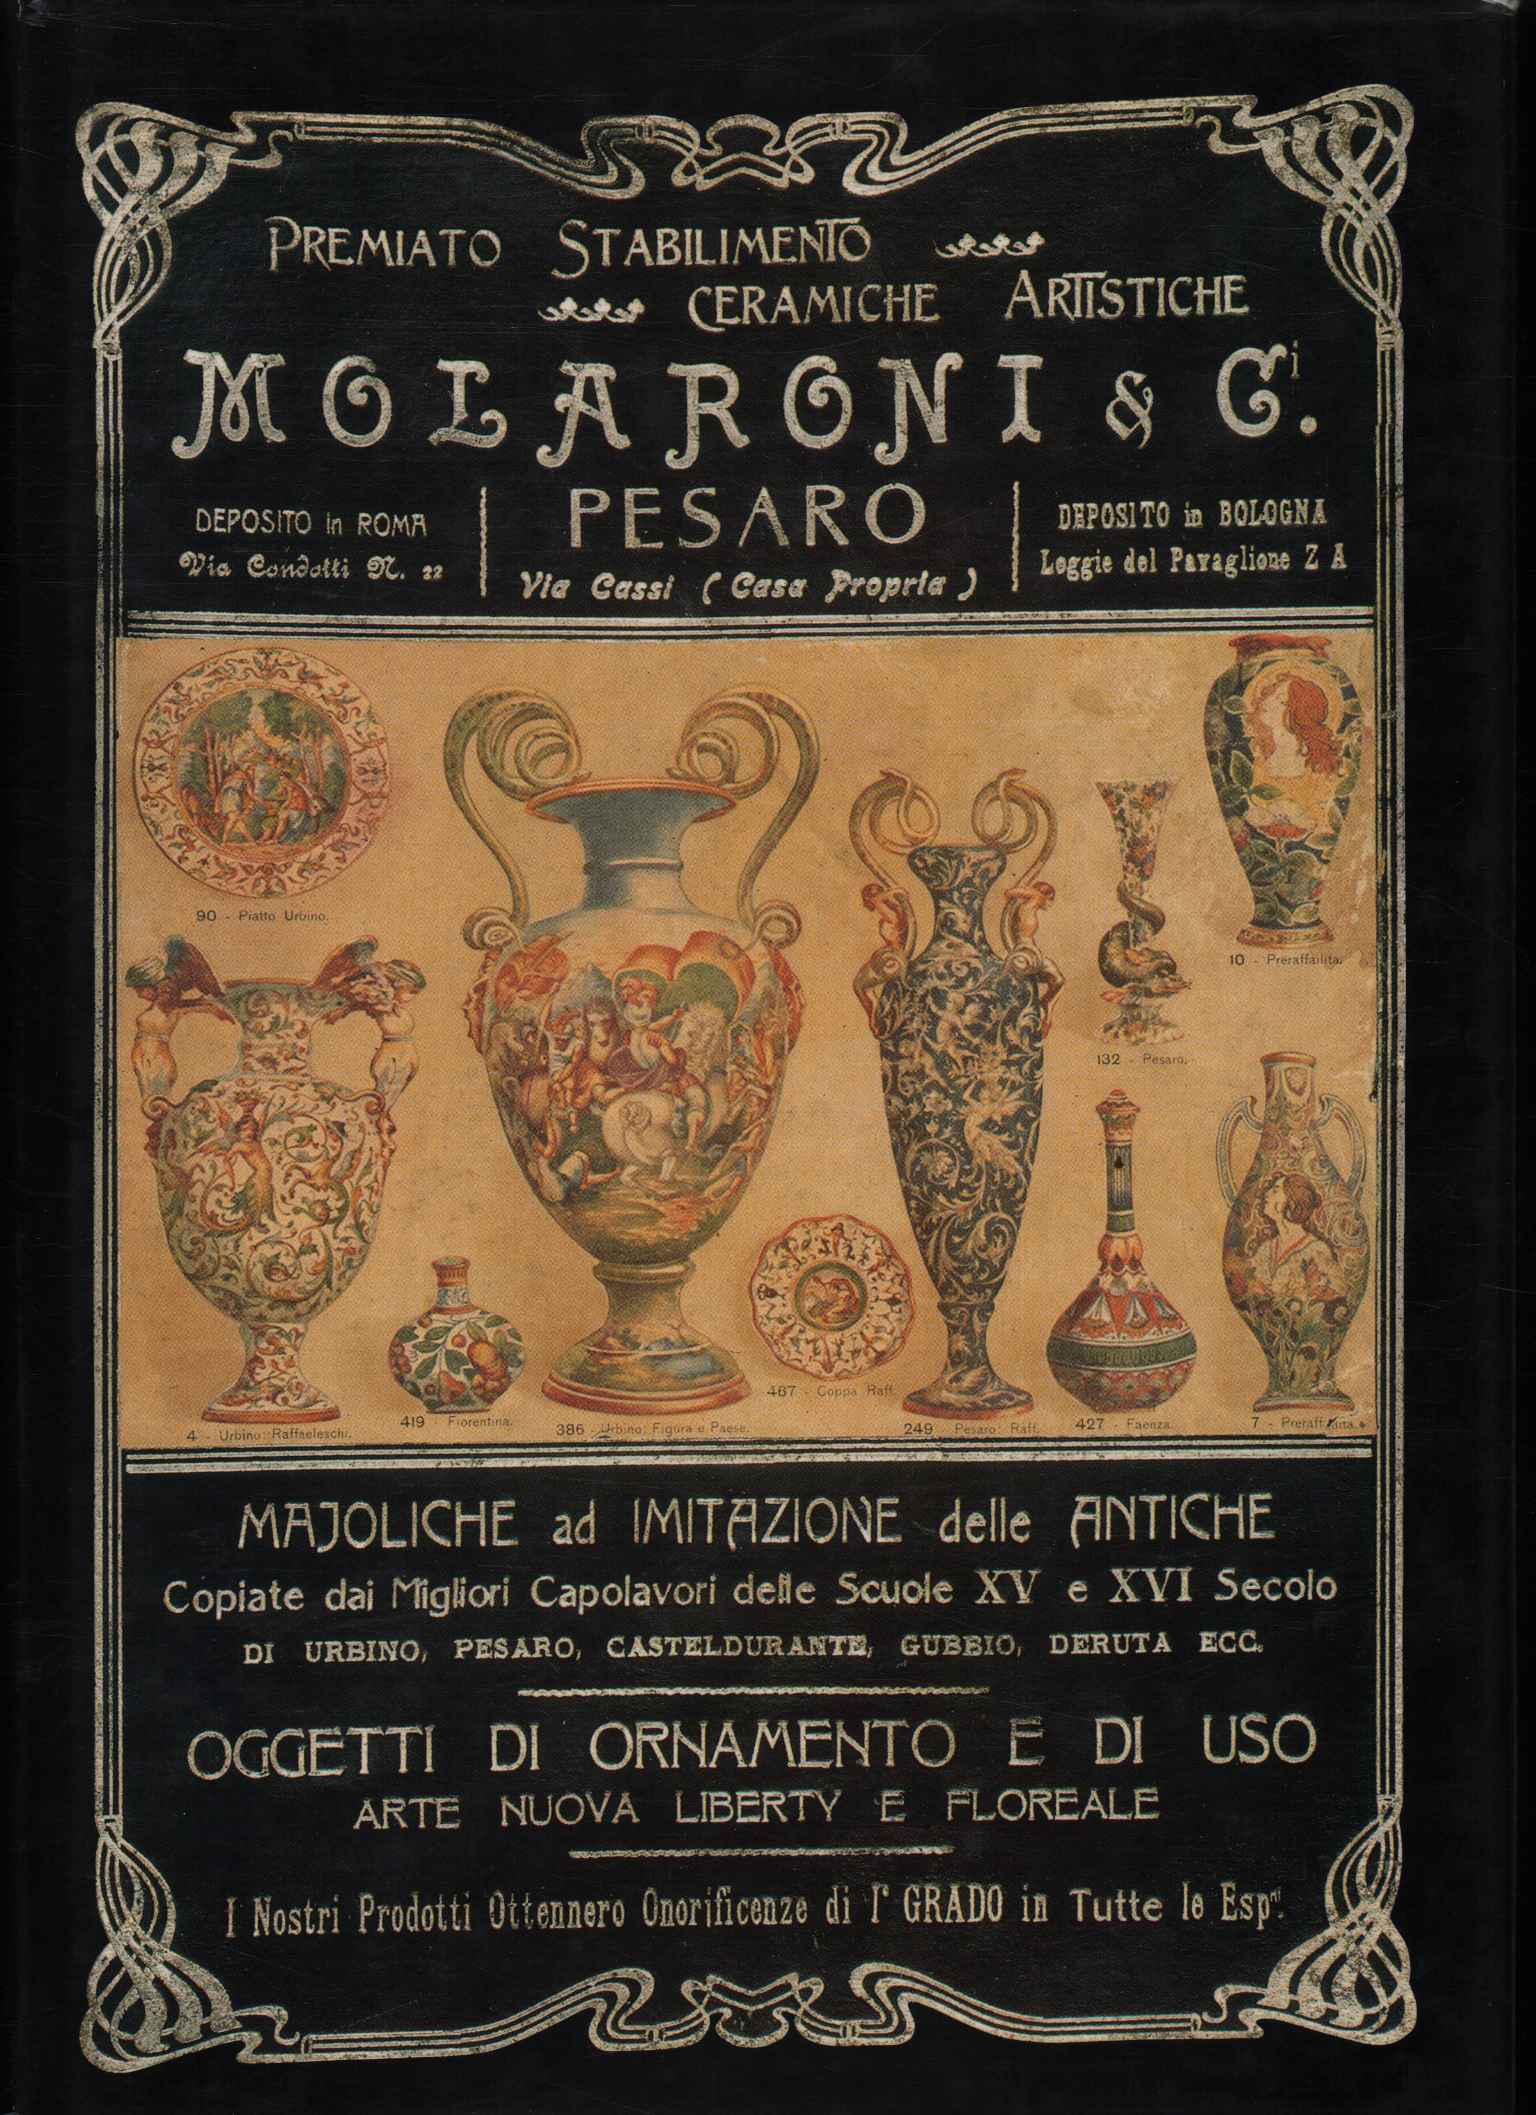 PREMIATO STABILIMENTO
CERAMICHE ARTISTICHE
MOLARONI & Ci.
DEPOSITO in ROMA
Via Condotti N. 22
PESARO
Via Cassi ( Casa Propria )
DEPOSITO in BOLOGNA
Loggie del Pavaglione Z A
90 - Piatto Urbino.
10 - Preraffailita.
132 - Pesaro.
467 - Coppa Raff.
4 - Urbino: Raffaeleschi.
419 - Fiorentina.
386 - Urbino: Figura e Paese.
249 Pesaro: Raff.
427 - Faenza.
7 - Preraff
MAJOLICHE ad IMITAZIONE delle ANTICHE
Copiate dai Migliori Capolavori delle Scuole XV e XVI Secolo
DI URBINO, PESARO, CASTELDURANTE, GUBBIO, DERUTA ECC.
OGGETTI DI ORNAMENTO E DI USO
ARTE NUOVA LIBERTY E FLOREALE
I Nostri Prodotti Ottennero Onorificenze di I° GRADO in Tutte le Espni.